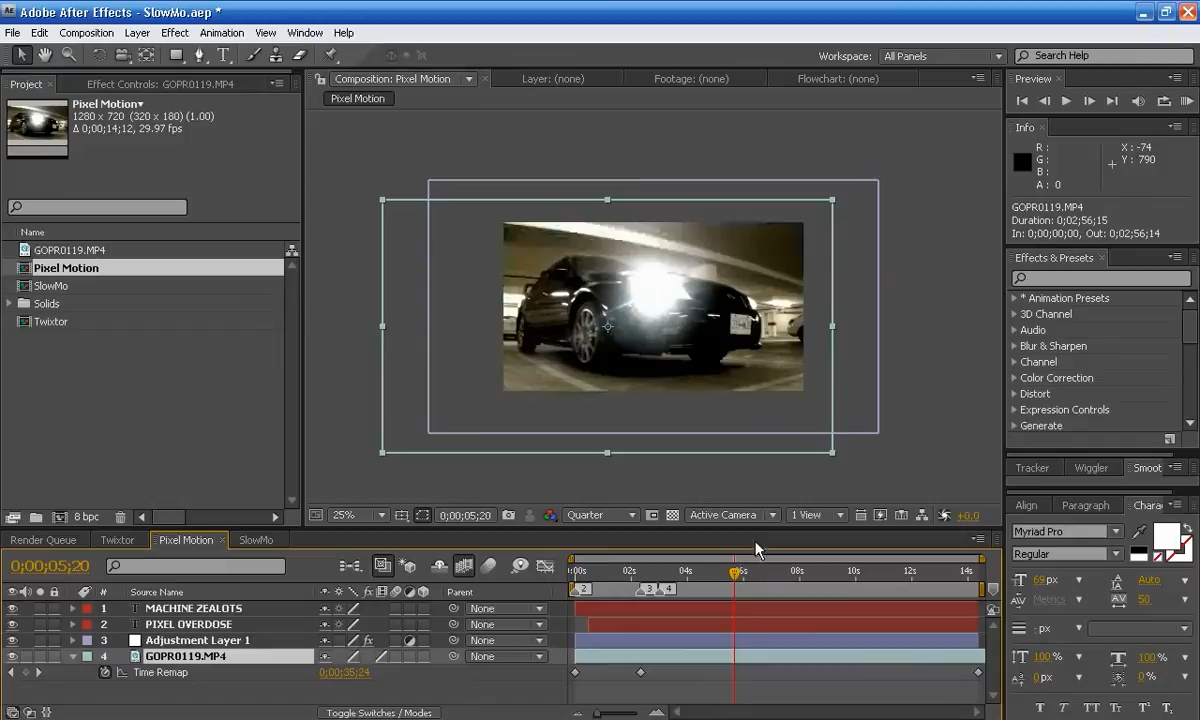 Adobe After Effects - SlowMo.aep *
File Edit Composition Layer Effect Animation View Window Help
Workspace: All Panels Search Help
Project × Effect Controls: GOPR0119.MP4
Composition: Pixel Motion Layer: (none) Footage: (none) Flowchart: (none)
Preview ×
Pixel Motion▾
1280 x 720 (320 x 180) (1.00)
Δ 0;00;14;12, 29.97 fps
Pixel Motion
Info ×
R :
G :
B :
A : 0
X : -74
Y : 790
GOPR0119.MP4
Duration: 0;02;56;15
In: 0;00;00;00, Out: 0;02;56;14
Name
GOPR0119.MP4
Pixel Motion
SlowMo
Solids
Twixtor
Effects & Presets ×
* Animation Presets
3D Channel
Audio
Blur & Sharpen
Channel
Color Correction
Distort
Expression Controls
Generate
Tracker Wiggler Smoot
8 bpc
25% 0;00;05;20 Quarter Active Camera 1 View +0.0
Align Paragraph Charac
Render Queue Twixtor Pixel Motion × SlowMo
Myriad Pro
Regular
0;00;05;20
:00s 02s 04s 06s 08s 10s 12s 14s
2 3 4
# Source Name Parent
1 T MACHINE ZEALOTS None
2 T PIXEL OVERDOSE None
3 Adjustment Layer 1 fx None
4 GOPR0119.MP4 None
Time Remap 0;00;35;24
Toggle Switches / Modes
69 px Auto
Metrics 50
- px
100 % 100 %
0 px 0 %
T T TT Tt T¹ T₁